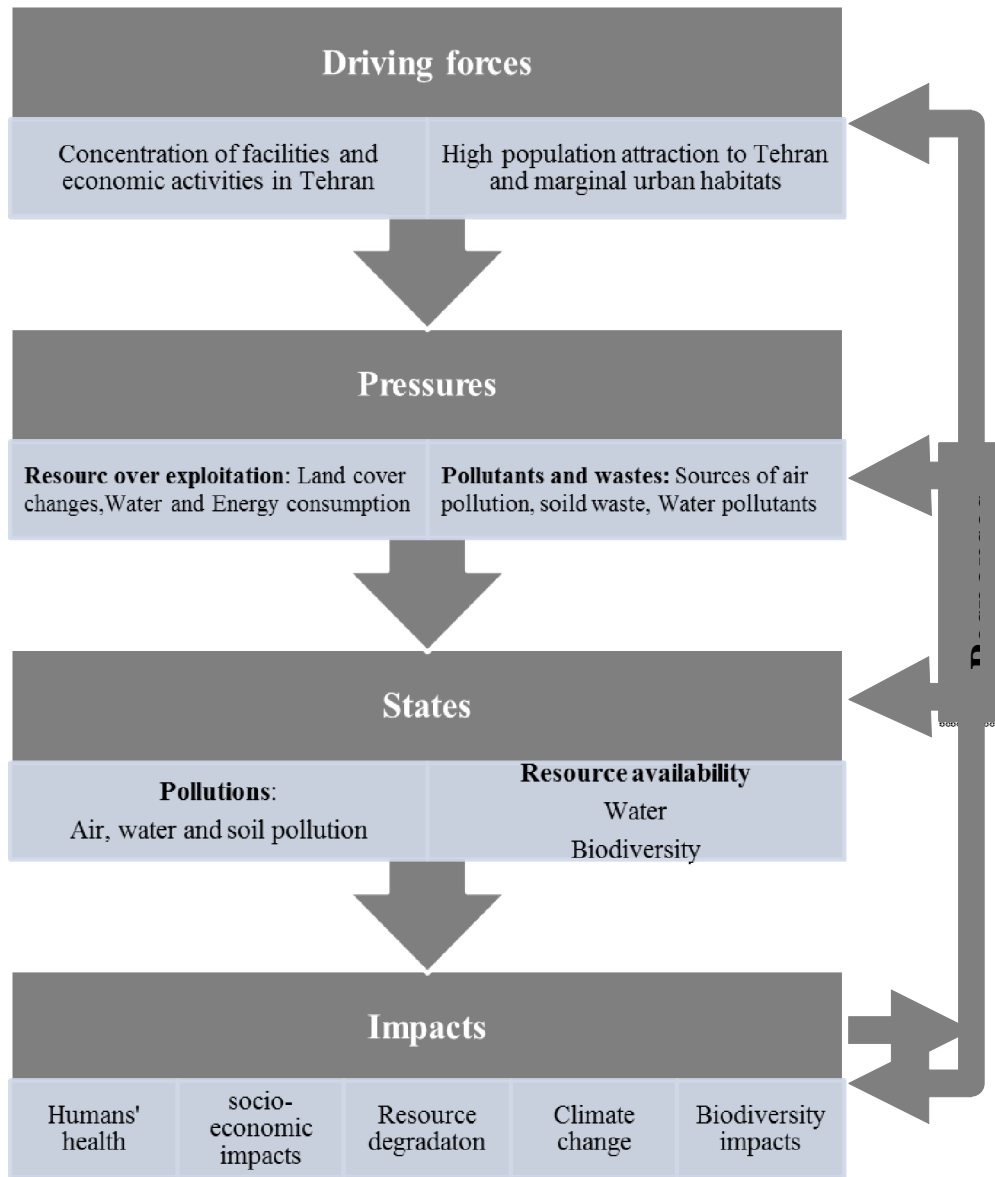 Driving forces
Concentration of facilities and
economic activities in Tehran
High population attraction to Tehran
and marginal urban habitats
Pressures
Resourc over exploitation: Land cover
changes,Water and Energy consumption
Pollutants and wastes: Sources of air
pollution, soild waste, Water pollutants
States
Pollutions:
Air, water and soil pollution
Resource availability
Water
Biodiversity
Impacts
Humans'
health
socio-
economic
impacts
Resource
degradaton
Climate
change
Biodiversity
impacts